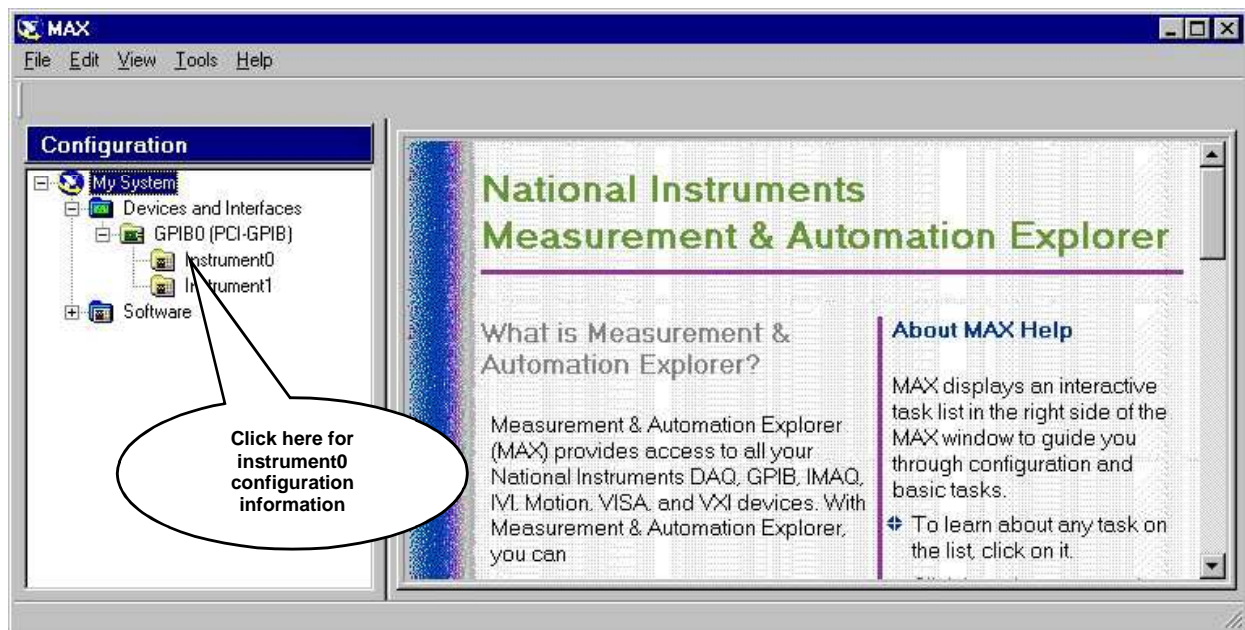 MAX
File Edit View Tools Help
Configuration
My System
Devices and Interfaces
GPIB0 (PCI-GPIB)
Instrument0
Instrument1
Software
Click here for
instrument0
configuration
information
National Instruments
Measurement & Automation Explorer
What is Measurement &
Automation Explorer?
Measurement & Automation Explorer
(MAX) provides access to all your
National Instruments DAQ, GPIB, IMAQ,
IVI, Motion, VISA, and VXI devices. With
Measurement & Automation Explorer,
you can
About MAX Help
MAX displays an interactive
task list in the right side of the
MAX window to guide you
through configuration and
basic tasks.
To learn about any task on
the list, click on it.